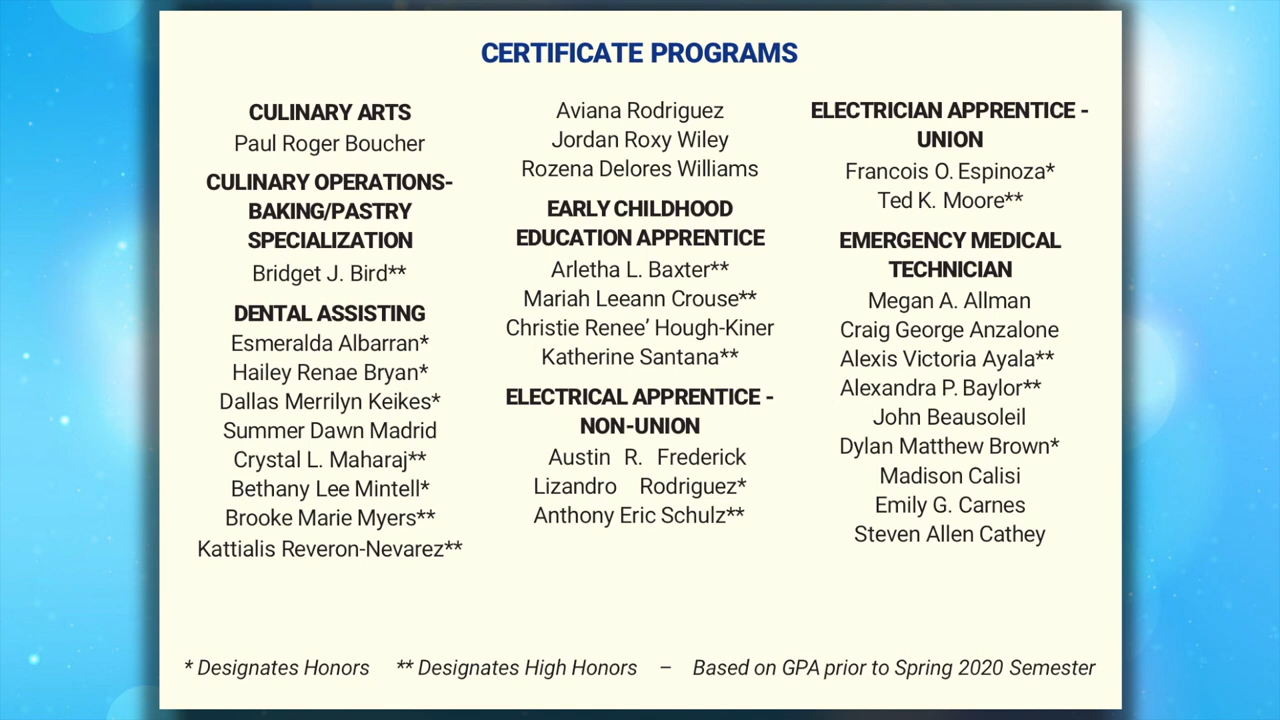 CERTIFICATE PROGRAMS
CULINARY ARTS
Paul Roger Boucher
CULINARY OPERATIONS-
BAKING/PASTRY
SPECIALIZATION
Bridget J. Bird**
DENTAL ASSISTING
Esmeralda Albarran*
Hailey Renae Bryan*
Dallas Merrilyn Keikes*
Summer Dawn Madrid
Crystal L. Maharaj**
Bethany Lee Mintell*
Brooke Marie Myers**
Kattialis Reveron-Nevarez**
Aviana Rodriguez
Jordan Roxy Wiley
Rozena Delores Williams
EARLY CHILDHOOD
EDUCATION APPRENTICE
Arletha L. Baxter**
Mariah Leeann Crouse**
Christie Renee’ Hough-Kiner
Katherine Santana**
ELECTRICAL APPRENTICE -
NON-UNION
Austin R. Frederick
Lizandro Rodriguez*
Anthony Eric Schulz**
ELECTRICIAN APPRENTICE -
UNION
Francois O. Espinoza*
Ted K. Moore**
EMERGENCY MEDICAL
TECHNICIAN
Megan A. Allman
Craig George Anzalone
Alexis Victoria Ayala**
Alexandra P. Baylor**
John Beausoleil
Dylan Matthew Brown*
Madison Calisi
Emily G. Carnes
Steven Allen Cathey
* Designates Honors ** Designates High Honors – Based on GPA prior to Spring 2020 Semester